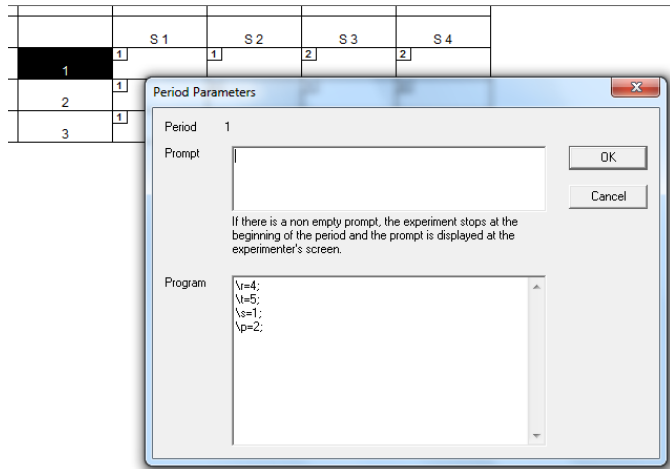 S 1 S 2 S 3 S 4
1 1 1 2 2
2 1
3 1
Period Parameters
Period 1
Prompt
OK
Cancel
If there is a non empty prompt, the experiment stops at the
beginning of the period and the prompt is displayed at the
experimenter's screen.
Program
\r=4;
\t=5;
\s=1;
\p=2;